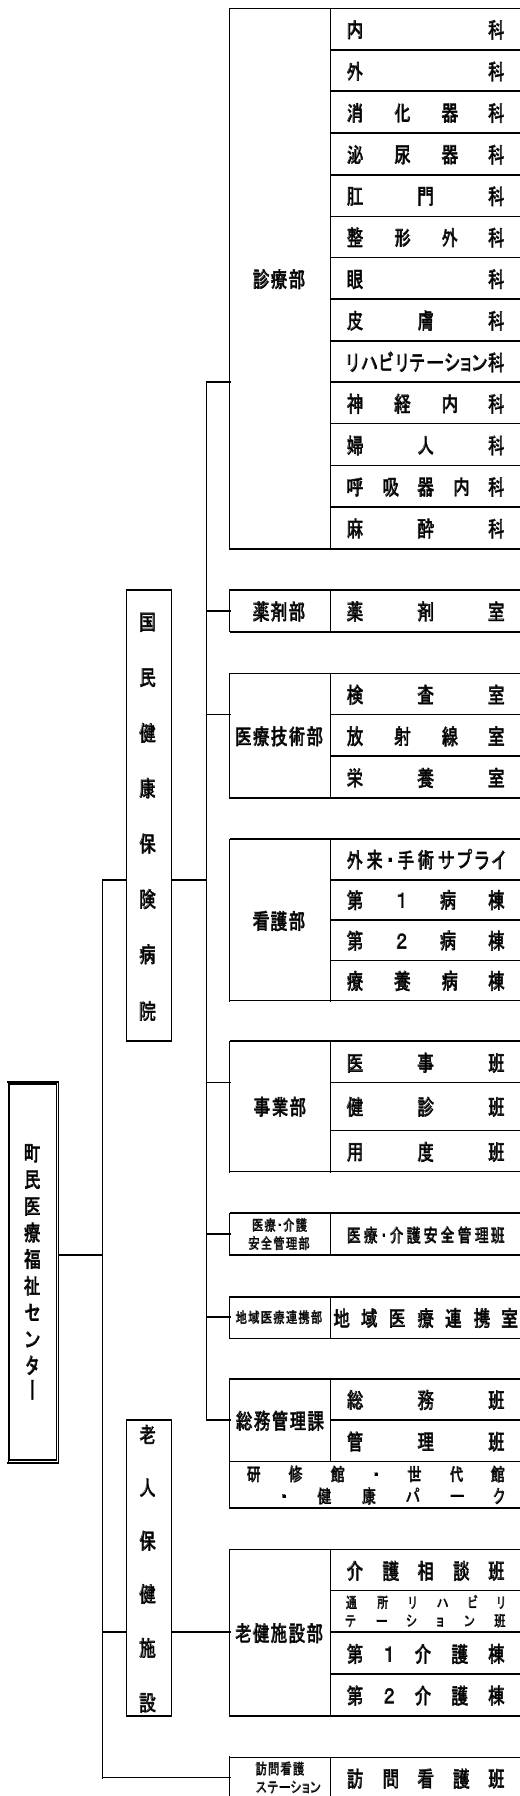 町民医療福祉センター
国民健康保険病院
診療部
内科
外科
消化器科
泌尿器科
肛門科
整形外科
眼科
皮膚科
リハビリテーション科
神経内科
婦人科
呼吸器内科
麻酔科
薬剤部
薬剤室
医療技術部
検査室
放射線室
栄養室
看護部
外来・手術サプライ
第1病棟
第2病棟
療養病棟
事業部
医事班
健診班
用度班
医療・介護
安全管理部
医療・介護安全管理班
地域医療連携部
地域医療連携室
総務管理課
総務班
管理班
研修館・世代館
・健康パーク
老人保健施設
老健施設部
介護相談班
通所リハビリ
テーション班
第1介護棟
第2介護棟
訪問看護
ステーション
訪問看護班